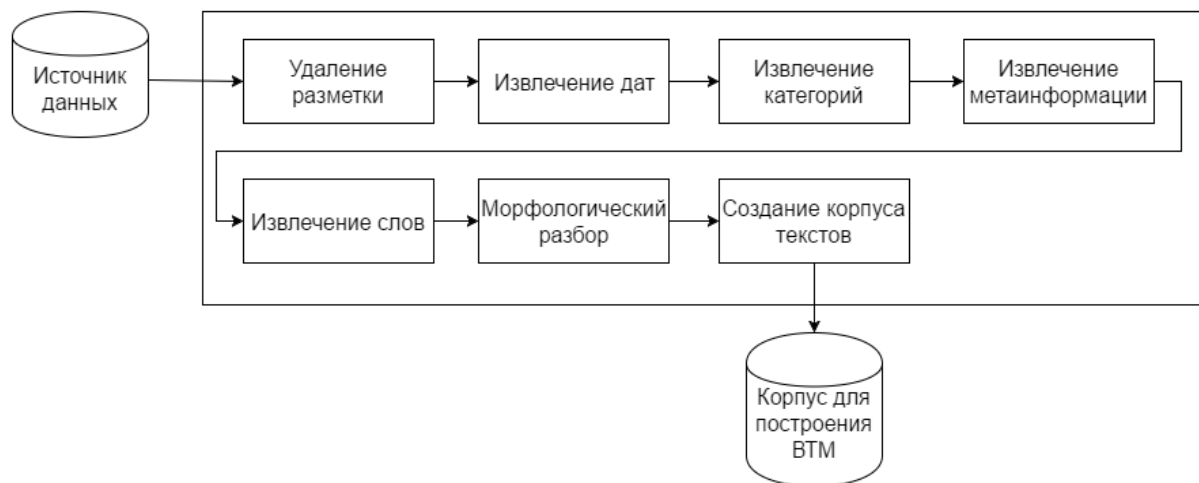 Источник
данных
Удаление
разметки
Извлечение дат
Извлечение
категорий
Извлечение
метаинформации
Извлечение слов
Морфологический
разбор
Создание корпуса
текстов
Корпус для
построения
ВТМ